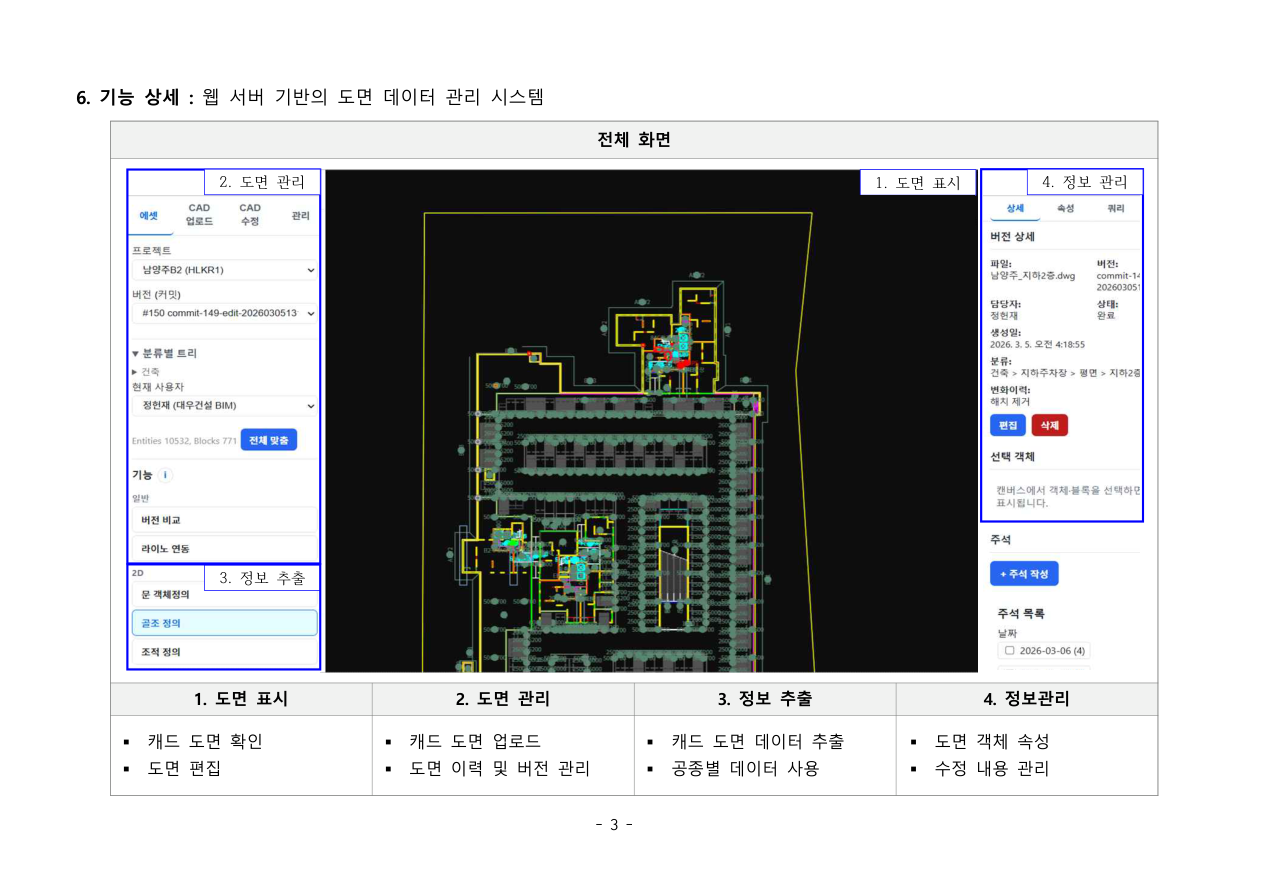 6. 기능 상세 : 웹 서버 기반의 도면 데이터 관리 시스템
전체 화면
2. 도면 관리
에셋
CAD 업로드
CAD 수정
관리
프로젝트
남양주B2 (HLKR1)
버전 (커밋)
#150 commit-149-edit-2026030513
▼ 분류별 트리
▶ 건축
현재 사용자
정현재 (대우건설 BIM)
Entities 10532, Blocks 771
전체 맞춤
기능 i
일반
버전 비교
라이노 연동
2D
3. 정보 추출
문 객체정의
골조 정의
조적 정의
1. 도면 표시
4. 정보 관리
상세
속성
쿼리
버전 상세
파일:
남양주_지하2층.dwg
버전:
commit-14
20260305
담당자:
정현재
상태:
완료
생성일:
2026. 3. 5. 오전 4:18:55
분류:
건축 > 지하주차장 > 평면 > 지하2층
변화이력:
해치 제거
편집
삭제
선택 객체
캔버스에서 객체·블록을 선택하면
표시됩니다.
주석
+ 주석 작성
주석 목록
날짜
2026-03-06 (4)
1. 도면 표시
2. 도면 관리
3. 정보 추출
4. 정보관리
▪ 캐드 도면 확인
▪ 도면 편집
▪ 캐드 도면 업로드
▪ 도면 이력 및 버전 관리
▪ 캐드 도면 데이터 추출
▪ 공종별 데이터 사용
▪ 도면 객체 속성
▪ 수정 내용 관리
- 3 -